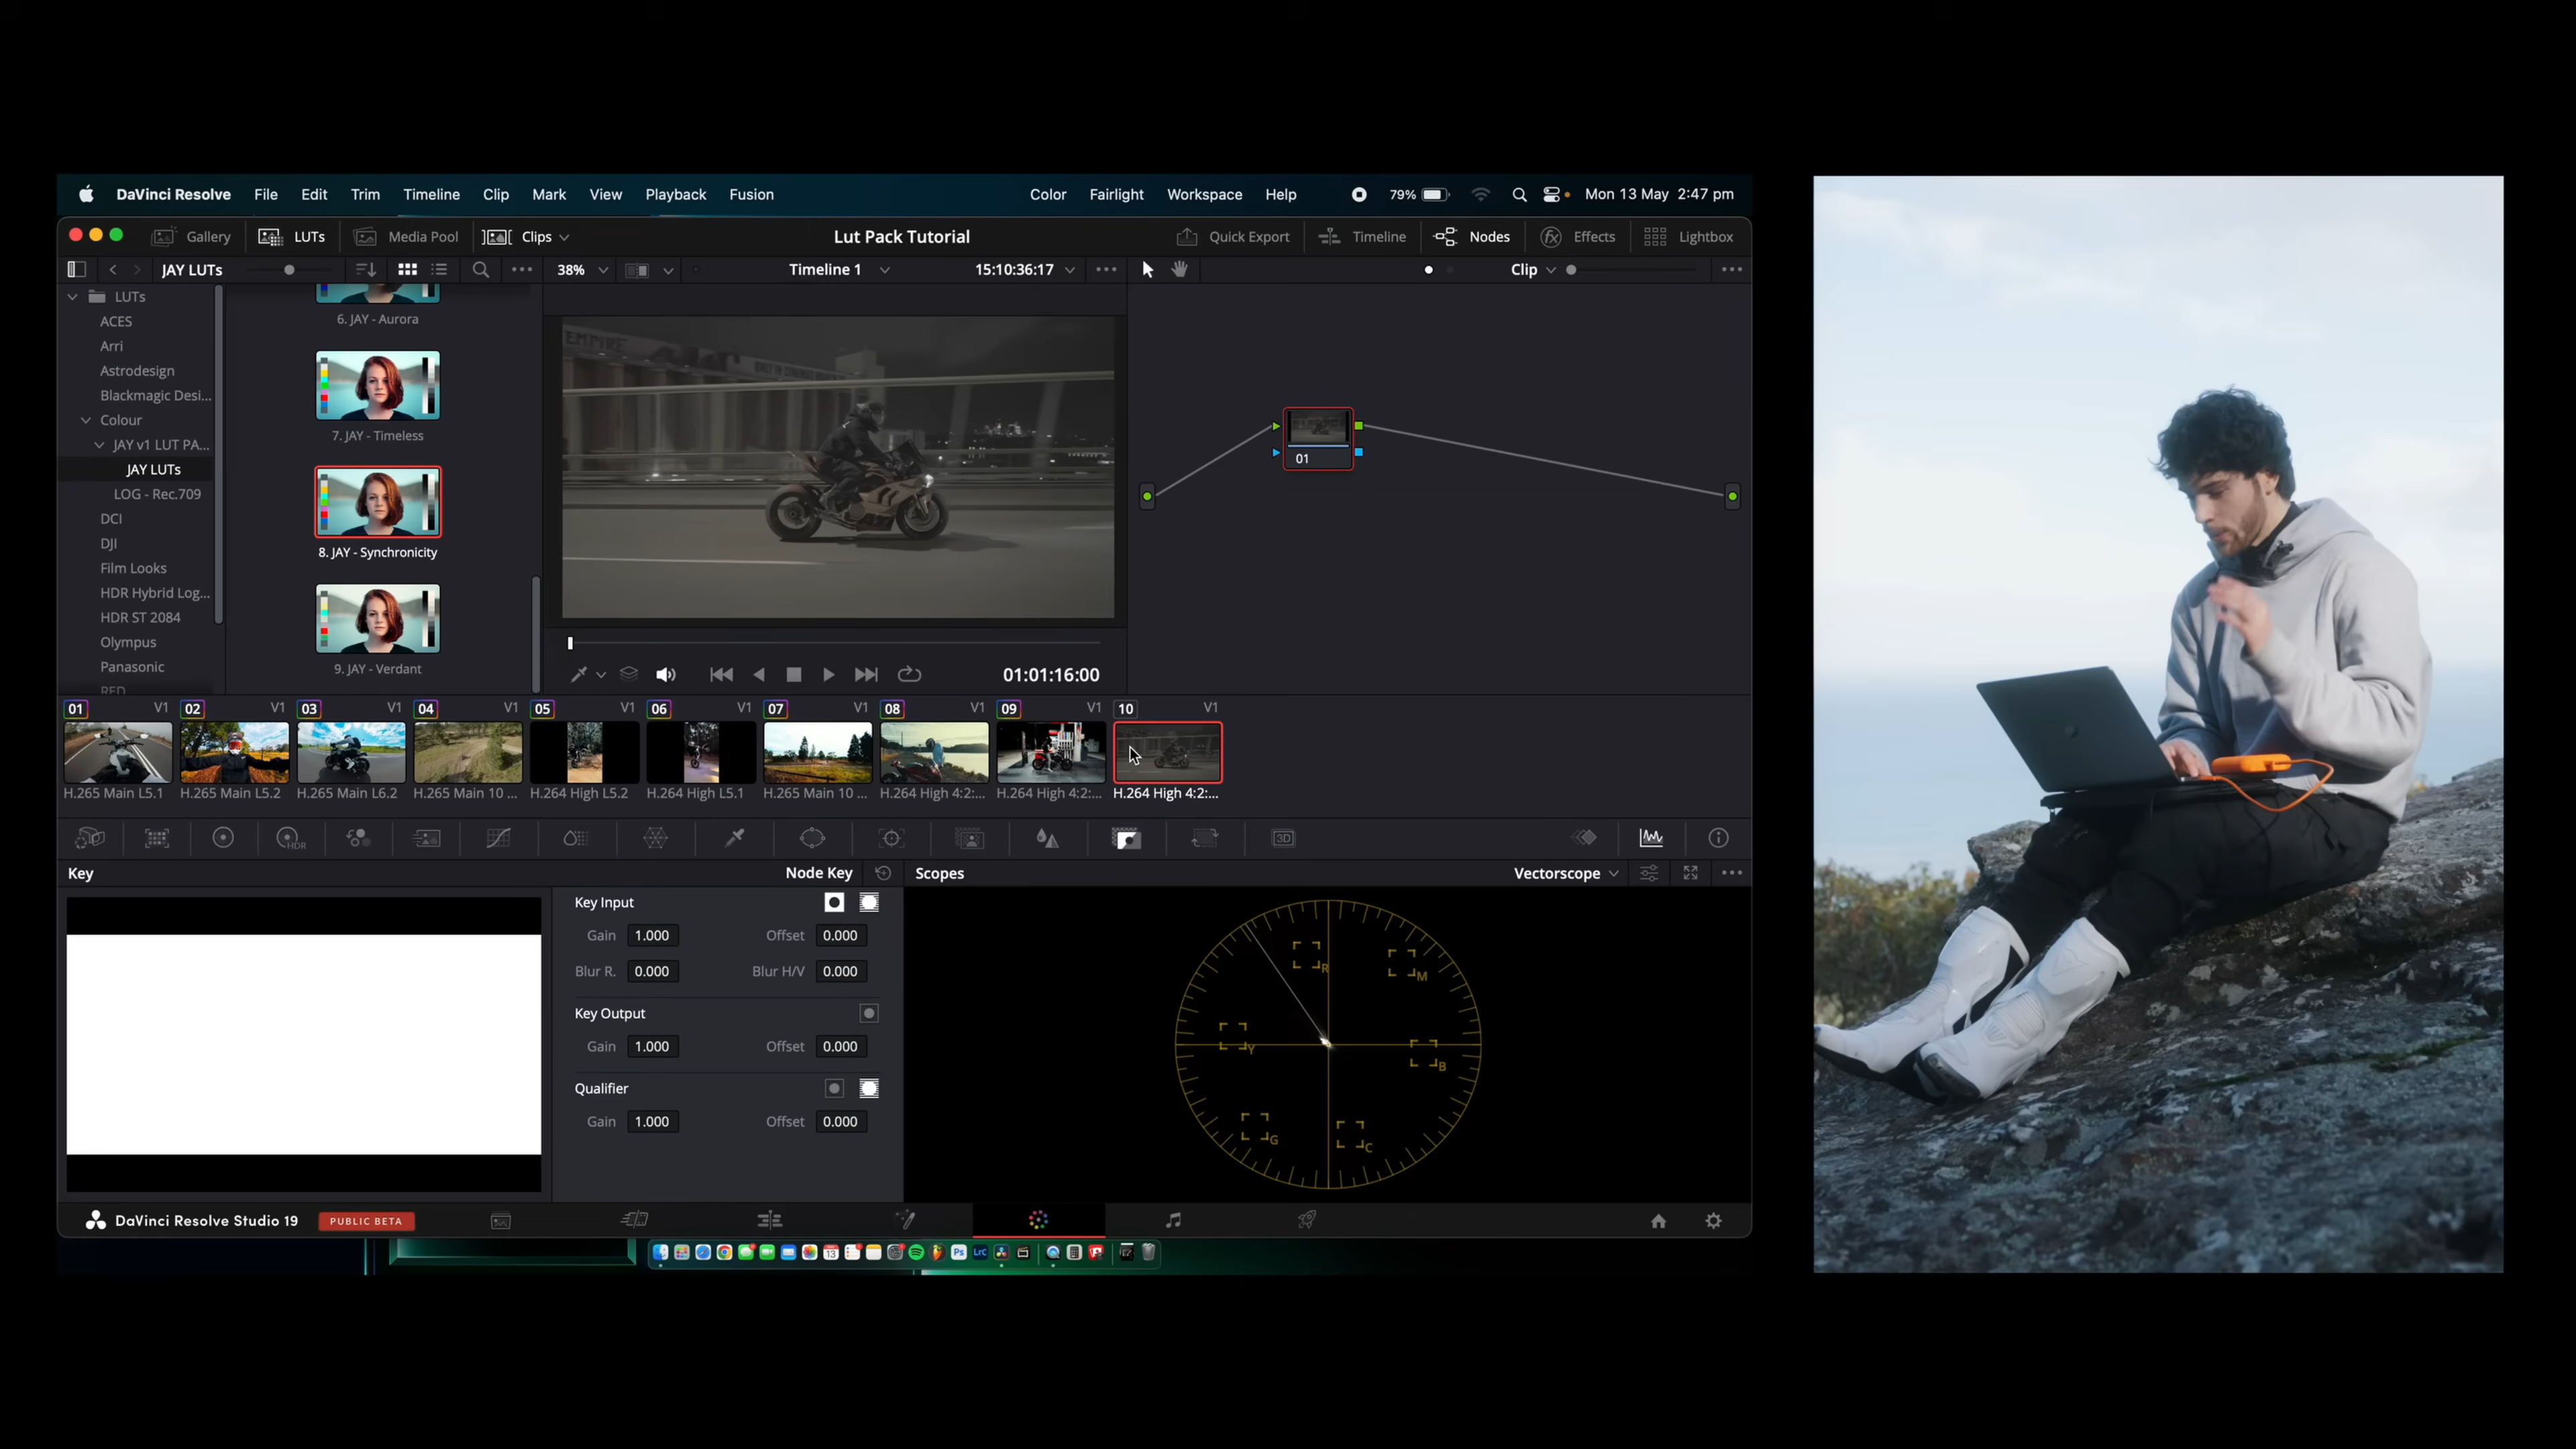 DaVinci Resolve File Edit Trim Timeline Clip Mark View Playback Fusion Color Fairlight Workspace Help 79% Mon 13 May 2:47 pm
Gallery LUTs Media Pool Clips Lut Pack Tutorial Quick Export Timeline Nodes Effects Lightbox
JAY LUTs 38% Timeline 1 15:10:36:17 Clip
LUTs
ACES
Arri
Astrodesign
Blackmagic Desi...
Colour
JAY v1 LUT PA...
JAY LUTs
LOG - Rec.709
DCI
DJI
Film Looks
HDR Hybrid Log...
HDR ST 2084
Olympus
Panasonic
RED
6. JAY - Aurora
7. JAY - Timeless
8. JAY - Synchronicity
9. JAY - Verdant
EMPIRE
01
01:01:16:00
01 V1 02 V1 03 V1 04 V1 05 V1 06 V1 07 V1 08 V1 09 V1 10 V1
H.265 Main L5.1 H.265 Main L5.2 H.265 Main L6.2 H.265 Main 10 ... H.264 High L5.2 H.264 High L5.1 H.265 Main 10 ... H.264 High 4:2:... H.264 High 4:2:... H.264 High 4:2:...
HDR 3D
Key Node Key Scopes Vectorscope
Key Input
Gain 1.000 Offset 0.000
Blur R. 0.000 Blur H/V 0.000
Key Output
Gain 1.000 Offset 0.000
Qualifier
Gain 1.000 Offset 0.000
R
M
Y
B
G
C
DaVinci Resolve Studio 19 PUBLIC BETA
13 Ps LrC